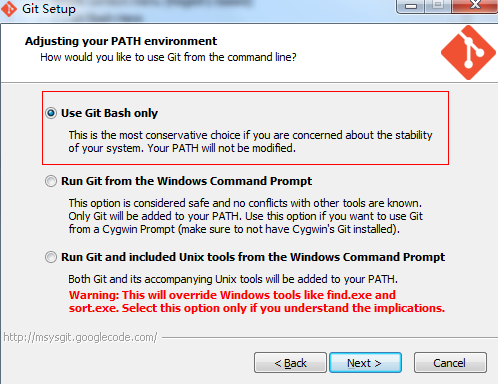 Git Setup
Adjusting your PATH environment
How would you like to use Git from the command line?
Use Git Bash only
This is the most conservative choice if you are concerned about the stability
of your system. Your PATH will not be modified.
Run Git from the Windows Command Prompt
This option is considered safe and no conflicts with other tools are known.
Only Git will be added to your PATH. Use this option if you want to use Git
from a Cygwin Prompt (make sure to not have Cygwin's Git installed).
Run Git and included Unix tools from the Windows Command Prompt
Both Git and its accompanying Unix tools will be added to your PATH.
Warning: This will override Windows tools like find.exe and
sort.exe. Select this option only if you understand the implications.
http://msysgit.googlecode.com/
< Back
Next >
Cancel